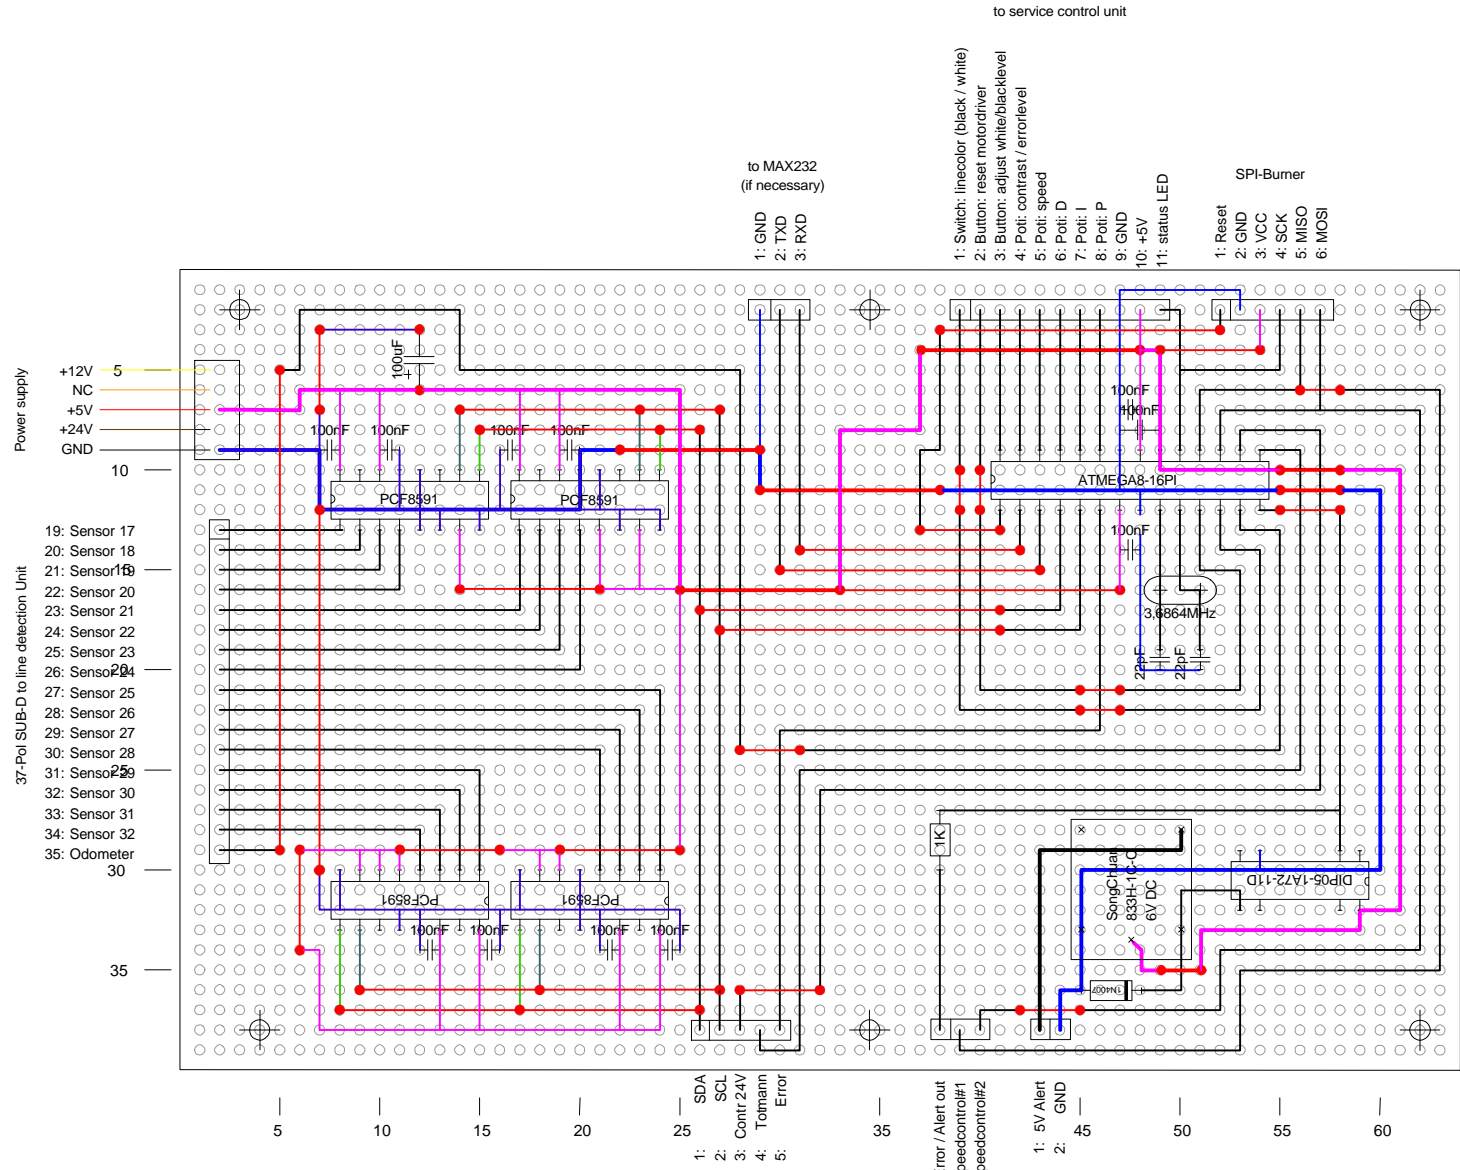 to service control unit
to MAX232
(if necessary)
SPI-Burner
1: GND
2: TXD
3: RXD
1: Switch: linecolor (black / white)
2: Button: reset motordriver
3: Button: adjust white/blacklevel
4: Poti: contrast / errorlevel
5: Poti: speed
6: Poti: D
7: Poti: I
8: Poti: P
9: GND
10: +5V
11: status LED
1: Reset
2: GND
3: VCC
4: SCK
5: MISO
6: MOSI
Power supply
+12V
NC
+5V
+24V
GND
5
10
15
20
25
30
35
100uF
+
100nF
100nF
100nF
100nF
100nF
100nF
PCF8591
PCF8591
ATMEGA8-16PI
100nF
3,6864MHz
22pF
22pF
37-Pol SUB-D to line detection Unit
19: Sensor 17
20: Sensor 18
21: Sensor 19
22: Sensor 20
23: Sensor 21
24: Sensor 22
25: Sensor 23
26: Sensor 24
27: Sensor 25
28: Sensor 26
29: Sensor 27
30: Sensor 28
31: Sensor 29
32: Sensor 30
33: Sensor 31
34: Sensor 32
35: Odometer
1K
SongChuan
833H-1C-C
6V DC
DIP05-1A72-11D
PCF8591
PCF8591
100nF
100nF
100nF
100nF
1N4007
1: SDA
2: SCL
3: Contr 24V
4: Totmann
5: Error
Error / Alert out
peedcontrol#1
peedcontrol#2
1: 5V Alert
2: GND
5
10
15
20
25
35
45
50
55
60